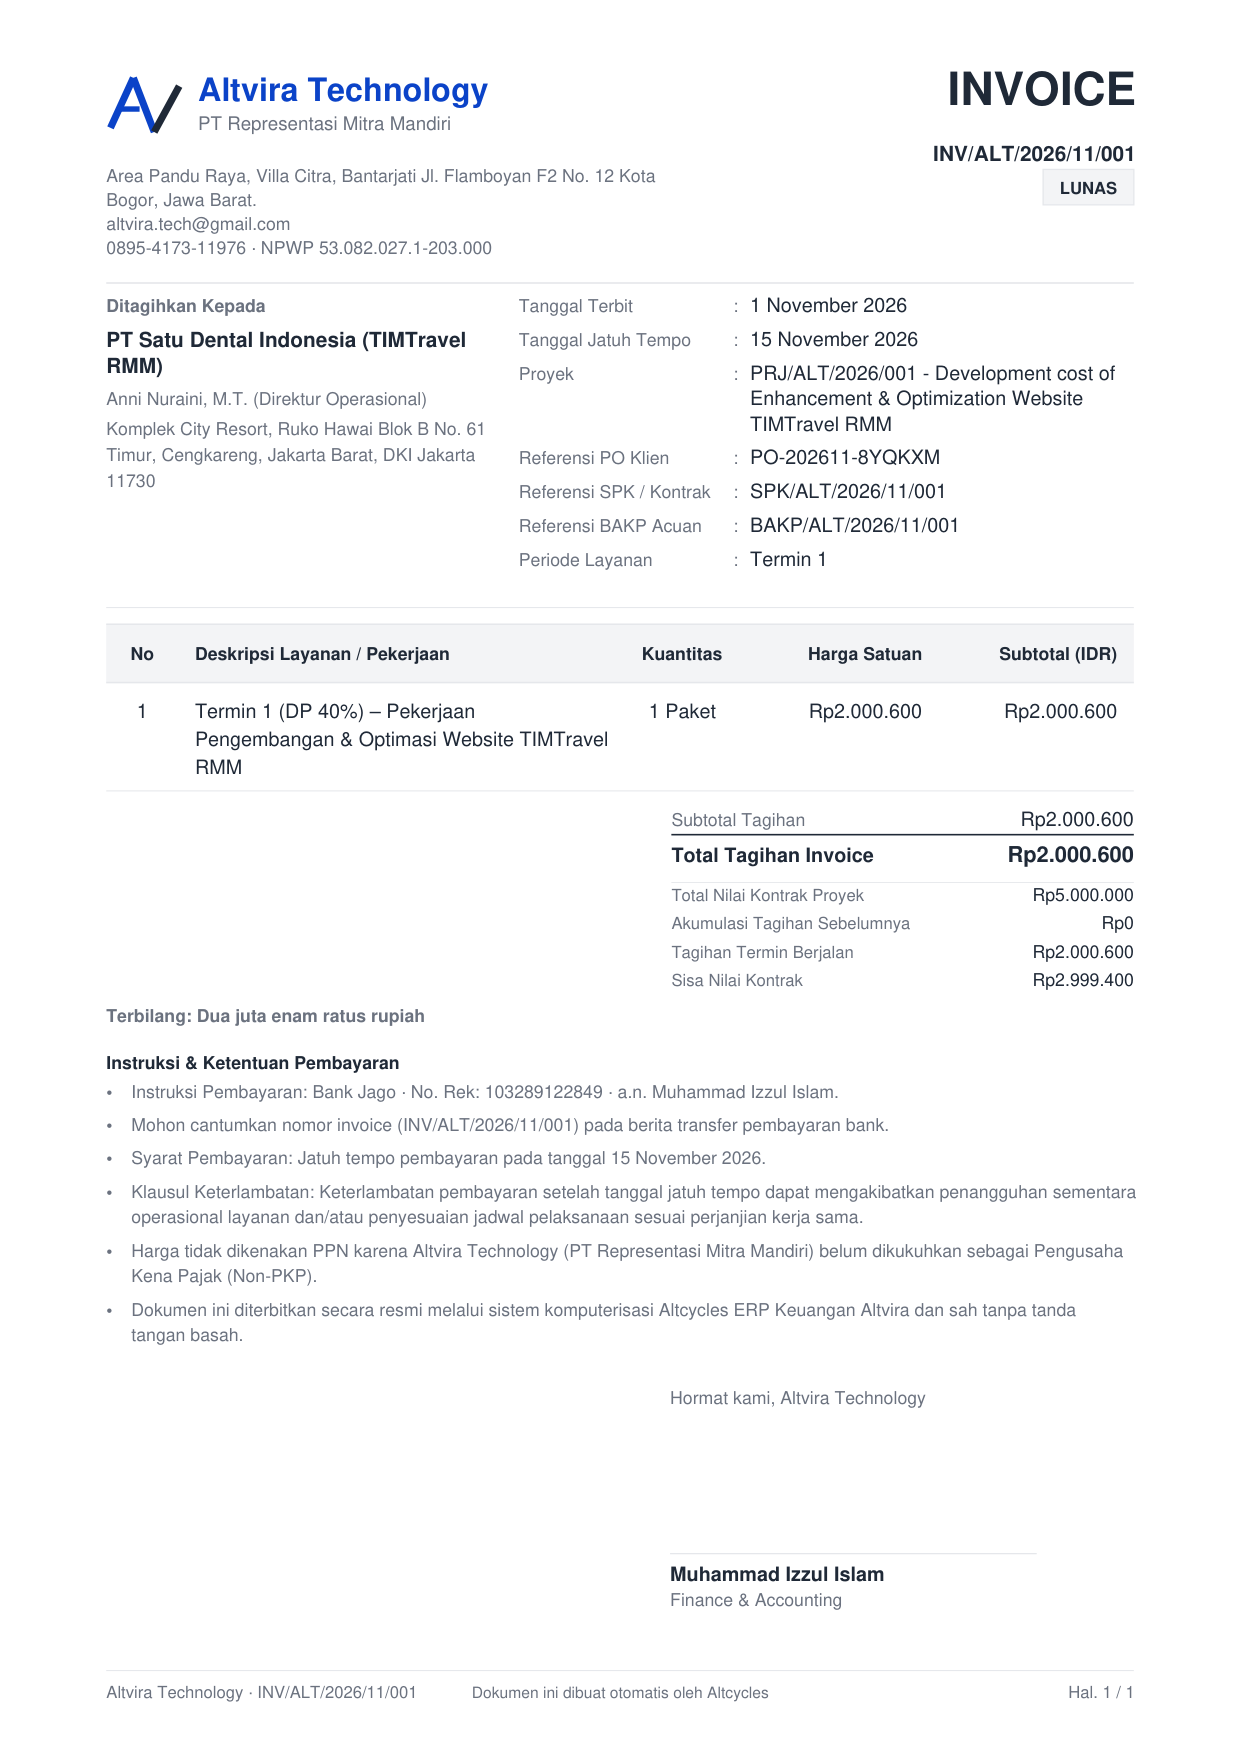 Altvira Technology
PT Representasi Mitra Mandiri
INVOICE
INV/ALT/2026/11/001
LUNAS
Area Pandu Raya, Villa Citra, Bantarjati Jl. Flamboyan F2 No. 12 Kota
Bogor, Jawa Barat.
altvira.tech@gmail.com
0895-4173-11976 · NPWP 53.082.027.1-203.000
Ditagihkan Kepada
PT Satu Dental Indonesia (TIMTravel
RMM)
Anni Nuraini, M.T. (Direktur Operasional)
Komplek City Resort, Ruko Hawai Blok B No. 61
Timur, Cengkareng, Jakarta Barat, DKI Jakarta
11730
Tanggal Terbit : 1 November 2026
Tanggal Jatuh Tempo : 15 November 2026
Proyek : PRJ/ALT/2026/001 - Development cost of
Enhancement & Optimization Website
TIMTravel RMM
Referensi PO Klien : PO-202611-8YQKXM
Referensi SPK / Kontrak : SPK/ALT/2026/11/001
Referensi BAKP Acuan : BAKP/ALT/2026/11/001
Periode Layanan : Termin 1
No Deskripsi Layanan / Pekerjaan Kuantitas Harga Satuan Subtotal (IDR)
1 Termin 1 (DP 40%) – Pekerjaan 1 Paket Rp2.000.600 Rp2.000.600
Pengembangan & Optimasi Website TIMTravel
RMM
Subtotal Tagihan Rp2.000.600
Total Tagihan Invoice Rp2.000.600
Total Nilai Kontrak Proyek Rp5.000.000
Akumulasi Tagihan Sebelumnya Rp0
Tagihan Termin Berjalan Rp2.000.600
Sisa Nilai Kontrak Rp2.999.400
Terbilang: Dua juta enam ratus rupiah
Instruksi & Ketentuan Pembayaran
• Instruksi Pembayaran: Bank Jago · No. Rek: 103289122849 · a.n. Muhammad Izzul Islam.
• Mohon cantumkan nomor invoice (INV/ALT/2026/11/001) pada berita transfer pembayaran bank.
• Syarat Pembayaran: Jatuh tempo pembayaran pada tanggal 15 November 2026.
• Klausul Keterlambatan: Keterlambatan pembayaran setelah tanggal jatuh tempo dapat mengakibatkan penangguhan sementara
operasional layanan dan/atau penyesuaian jadwal pelaksanaan sesuai perjanjian kerja sama.
• Harga tidak dikenakan PPN karena Altvira Technology (PT Representasi Mitra Mandiri) belum dikukuhkan sebagai Pengusaha
Kena Pajak (Non-PKP).
• Dokumen ini diterbitkan secara resmi melalui sistem komputerisasi Altcycles ERP Keuangan Altvira dan sah tanpa tanda
tangan basah.
Hormat kami, Altvira Technology
Muhammad Izzul Islam
Finance & Accounting
Altvira Technology · INV/ALT/2026/11/001 Dokumen ini dibuat otomatis oleh Altcycles Hal. 1 / 1